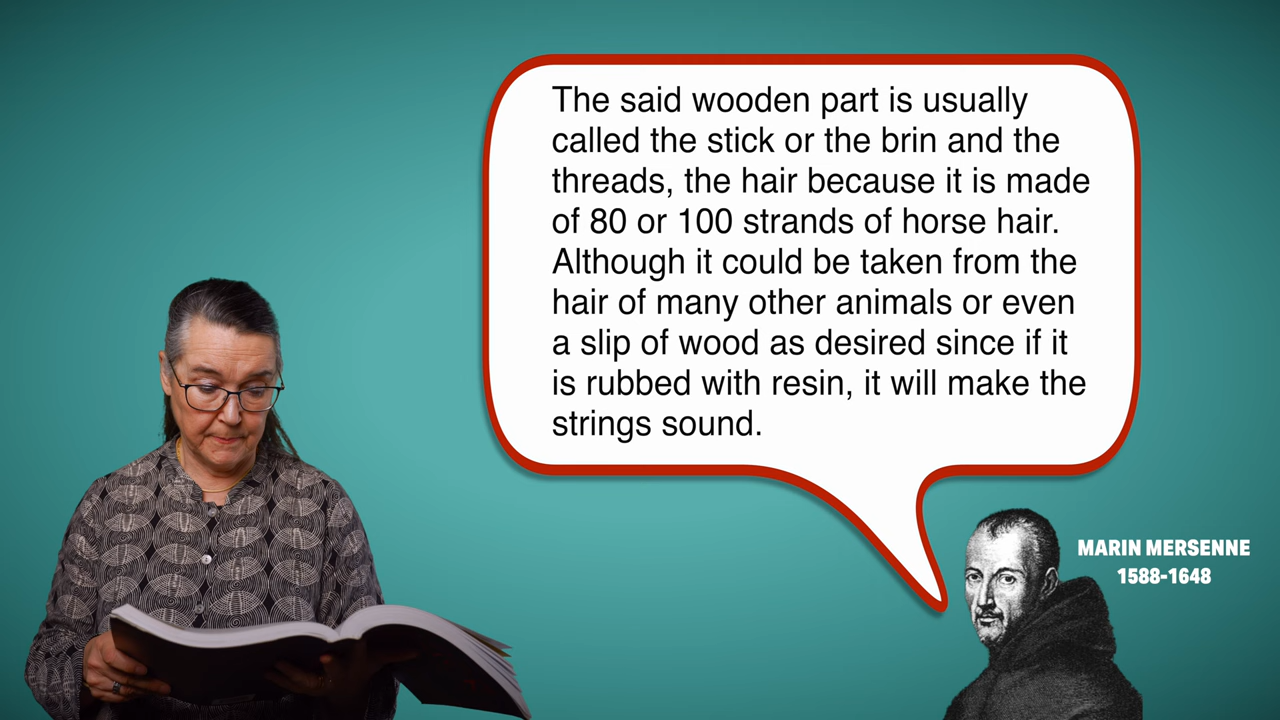 The said wooden part is usually
called the stick or the brin and the
threads, the hair because it is made
of 80 or 100 strands of horse hair.
Although it could be taken from the
hair of many other animals or even
a slip of wood as desired since if it
is rubbed with resin, it will make the
strings sound.
MARIN MERSENNE
1588-1648